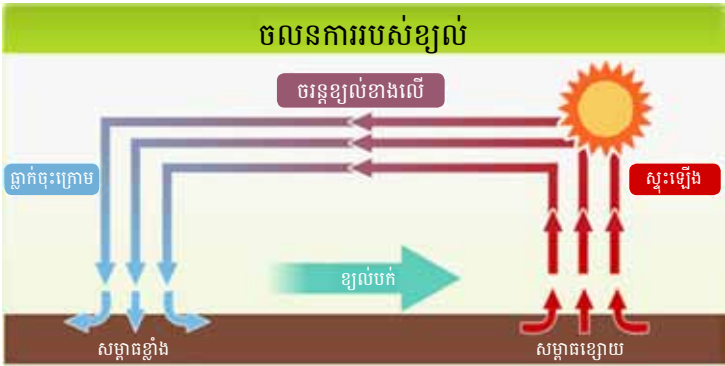 ចលនការរបស់ខ្យល់
ចរន្តខ្យល់ខាងលើ
ធ្លាក់ចុះក្រោម
ស្ទុះឡើង
ខ្យល់បក់
សម្ពាធខ្លាំង
សម្ពាធខ្សោយ